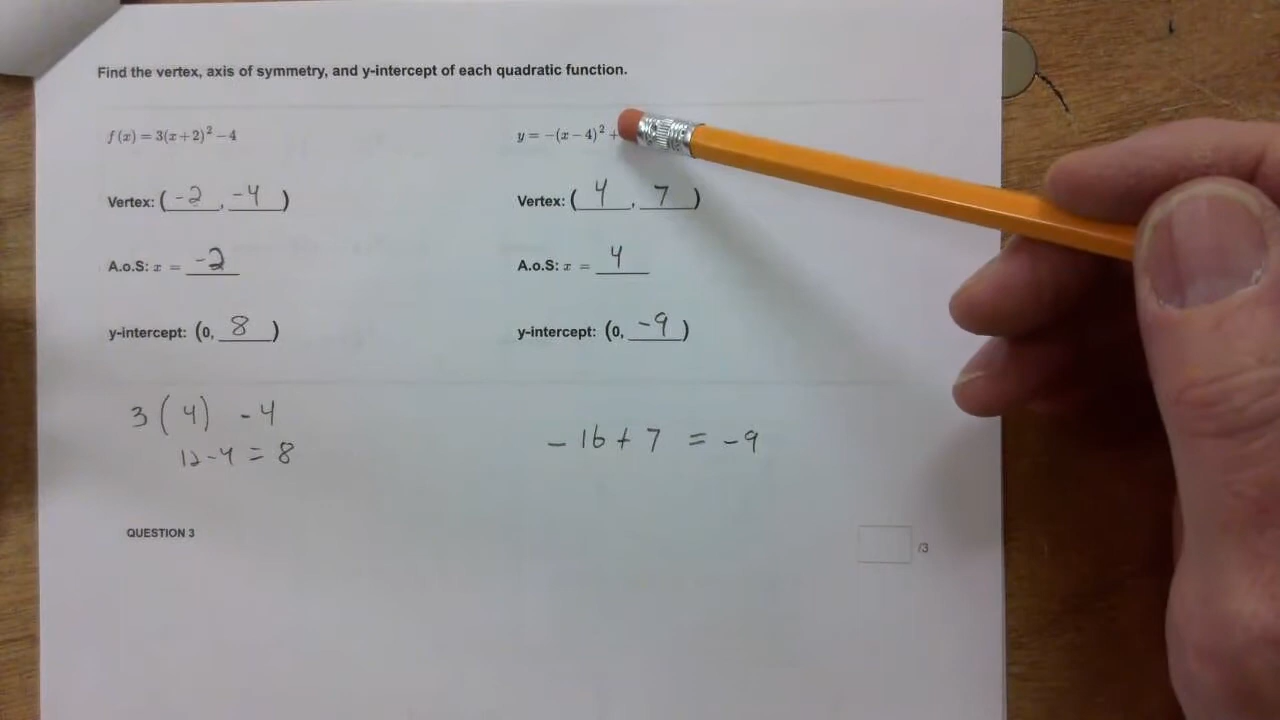 Find the vertex, axis of symmetry, and y-intercept of each quadratic function.
f(x) = 3(x+2)² − 4
Vertex: ( -2 , -4 )
A.o.S: x = -2
y-intercept: (0, 8 )
3 ( 4 ) - 4
12 - 4 = 8
y = −(x − 4)² +
Vertex: ( 4 , 7 )
A.o.S: x = 4
y-intercept: (0, -9 )
- 16 + 7 = -9
QUESTION 3
/3